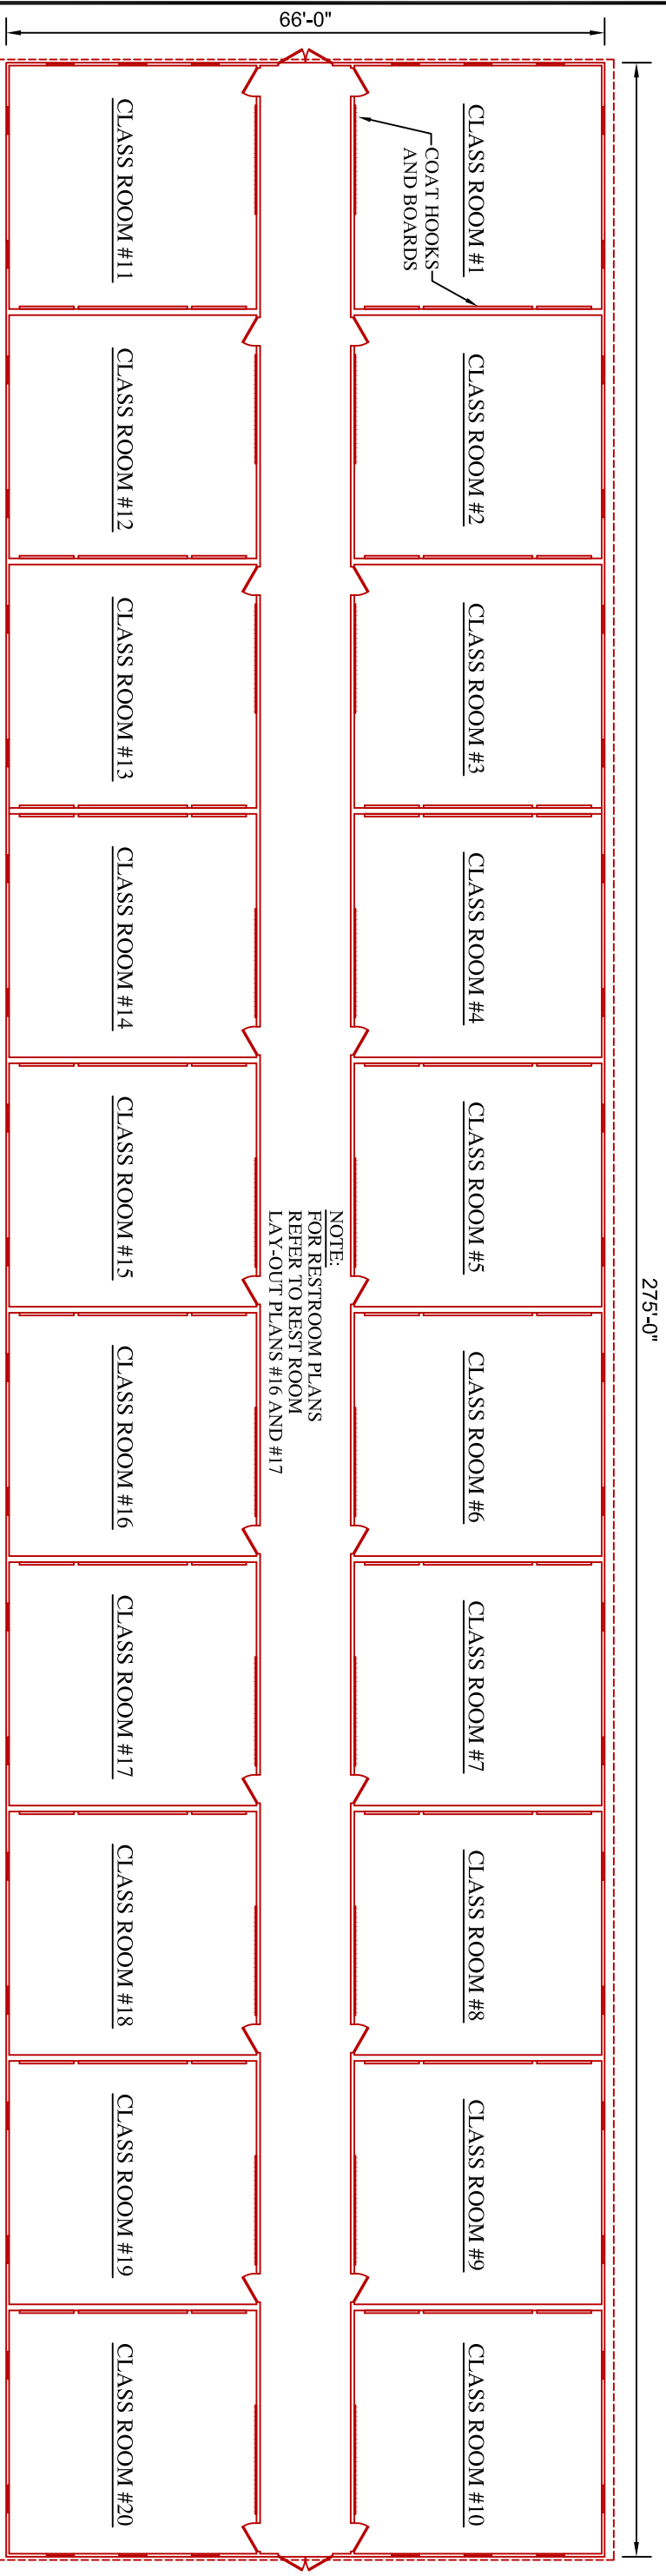 66'-0"
275'-0"
CLASS ROOM #1
CLASS ROOM #2
CLASS ROOM #3
CLASS ROOM #4
CLASS ROOM #5
CLASS ROOM #6
CLASS ROOM #7
CLASS ROOM #8
CLASS ROOM #9
CLASS ROOM #10
COAT HOOKS
AND BOARDS
NOTE:
FOR RESTROOM PLANS
REFER TO REST ROOM
LAY-OUT PLANS #16 AND #17
CLASS ROOM #11
CLASS ROOM #12
CLASS ROOM #13
CLASS ROOM #14
CLASS ROOM #15
CLASS ROOM #16
CLASS ROOM #17
CLASS ROOM #18
CLASS ROOM #19
CLASS ROOM #20